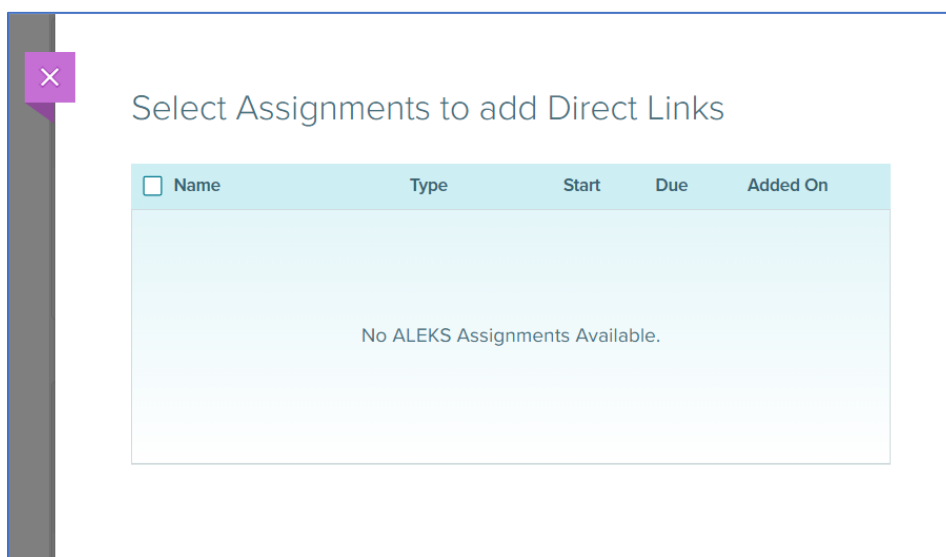 Select Assignments to add Direct Links
Name Type Start Due Added On
No ALEKS Assignments Available.